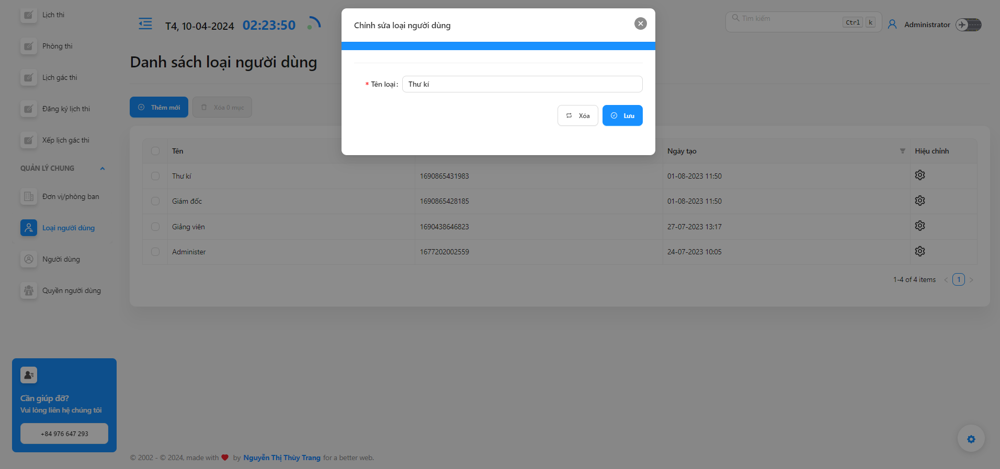 Lịch thi
Phòng thi
Lịch gác thi
Đăng ký lịch thi
Xếp lịch gác thi
QUẢN LÝ CHUNG
Đơn vị/phòng ban
Loại người dùng
Người dùng
Quyền người dùng
Cần giúp đỡ?
Vui lòng liên hệ chúng tôi
+84 976 647 293
T4, 10-04-2024 02:23:50
Tìm kiếm Ctrl k
Administrator
Danh sách loại người dùng
Thêm mới Xóa 0 mục
Chỉnh sửa loại người dùng
* Tên loại: Thư kí
Xóa Lưu
Tên Ngày tạo Hiệu chỉnh
Thư kí 1690865431983 01-08-2023 11:50
Giám đốc 1690865428185 01-08-2023 11:50
Giảng viên 1690438646823 27-07-2023 13:17
Administer 1677202002559 24-07-2023 10:05
1-4 of 4 items < 1 >
© 2002 - © 2024, made with by Nguyễn Thị Thùy Trang for a better web.